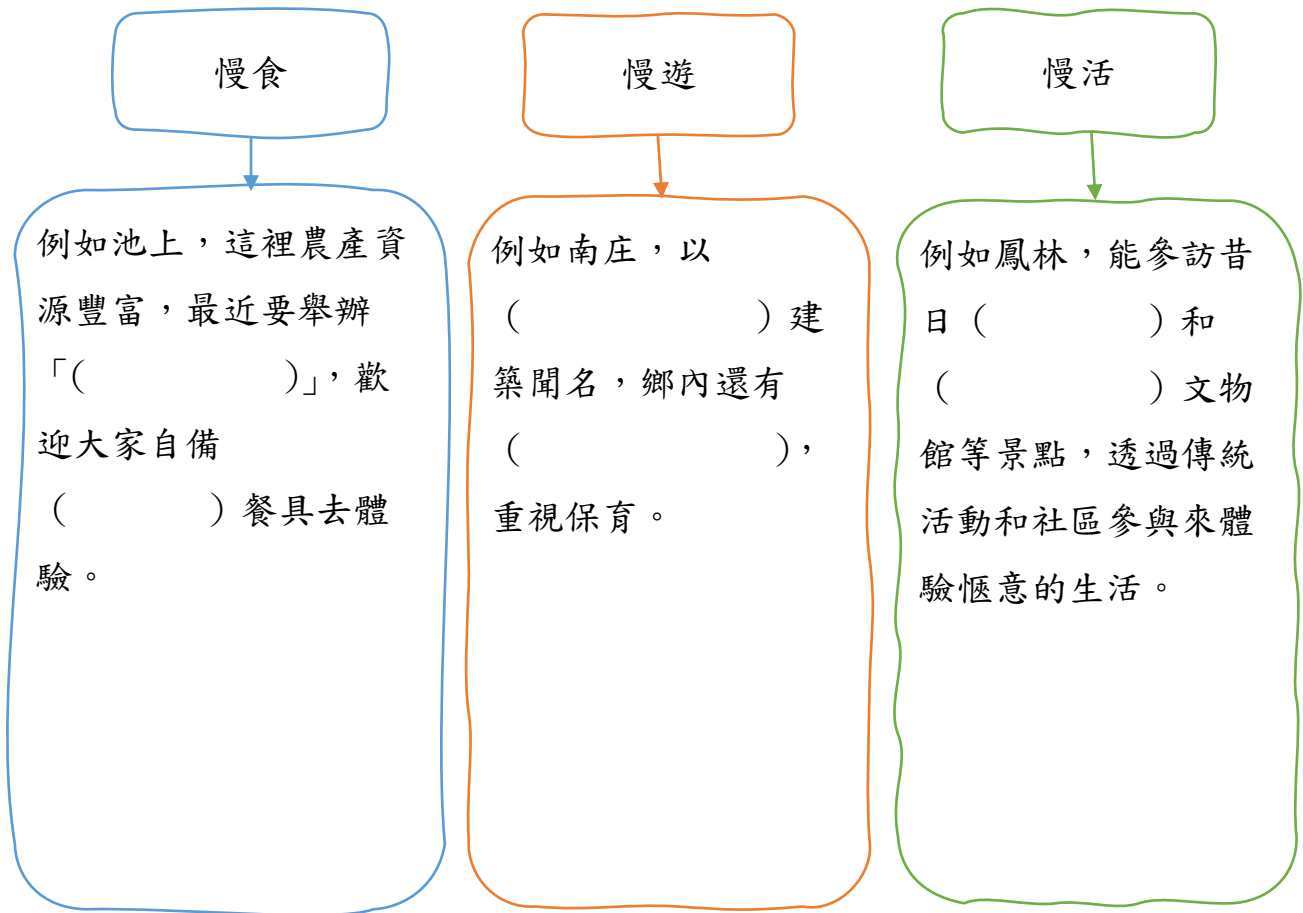 慢食
例如池上，這裡農產資
源豐富，最近要舉辦
「(　　　　　)」，歡
迎大家自備
（　　　　）餐具去體
驗。
慢遊
例如南庄，以
（　　　　　　）建
築聞名，鄉內還有
（　　　　　　　），
重視保育。
慢活
例如鳳林，能參訪昔
日（　　　　）和
（　　　　　）文物
館等景點，透過傳統
活動和社區參與來體
驗愜意的生活。